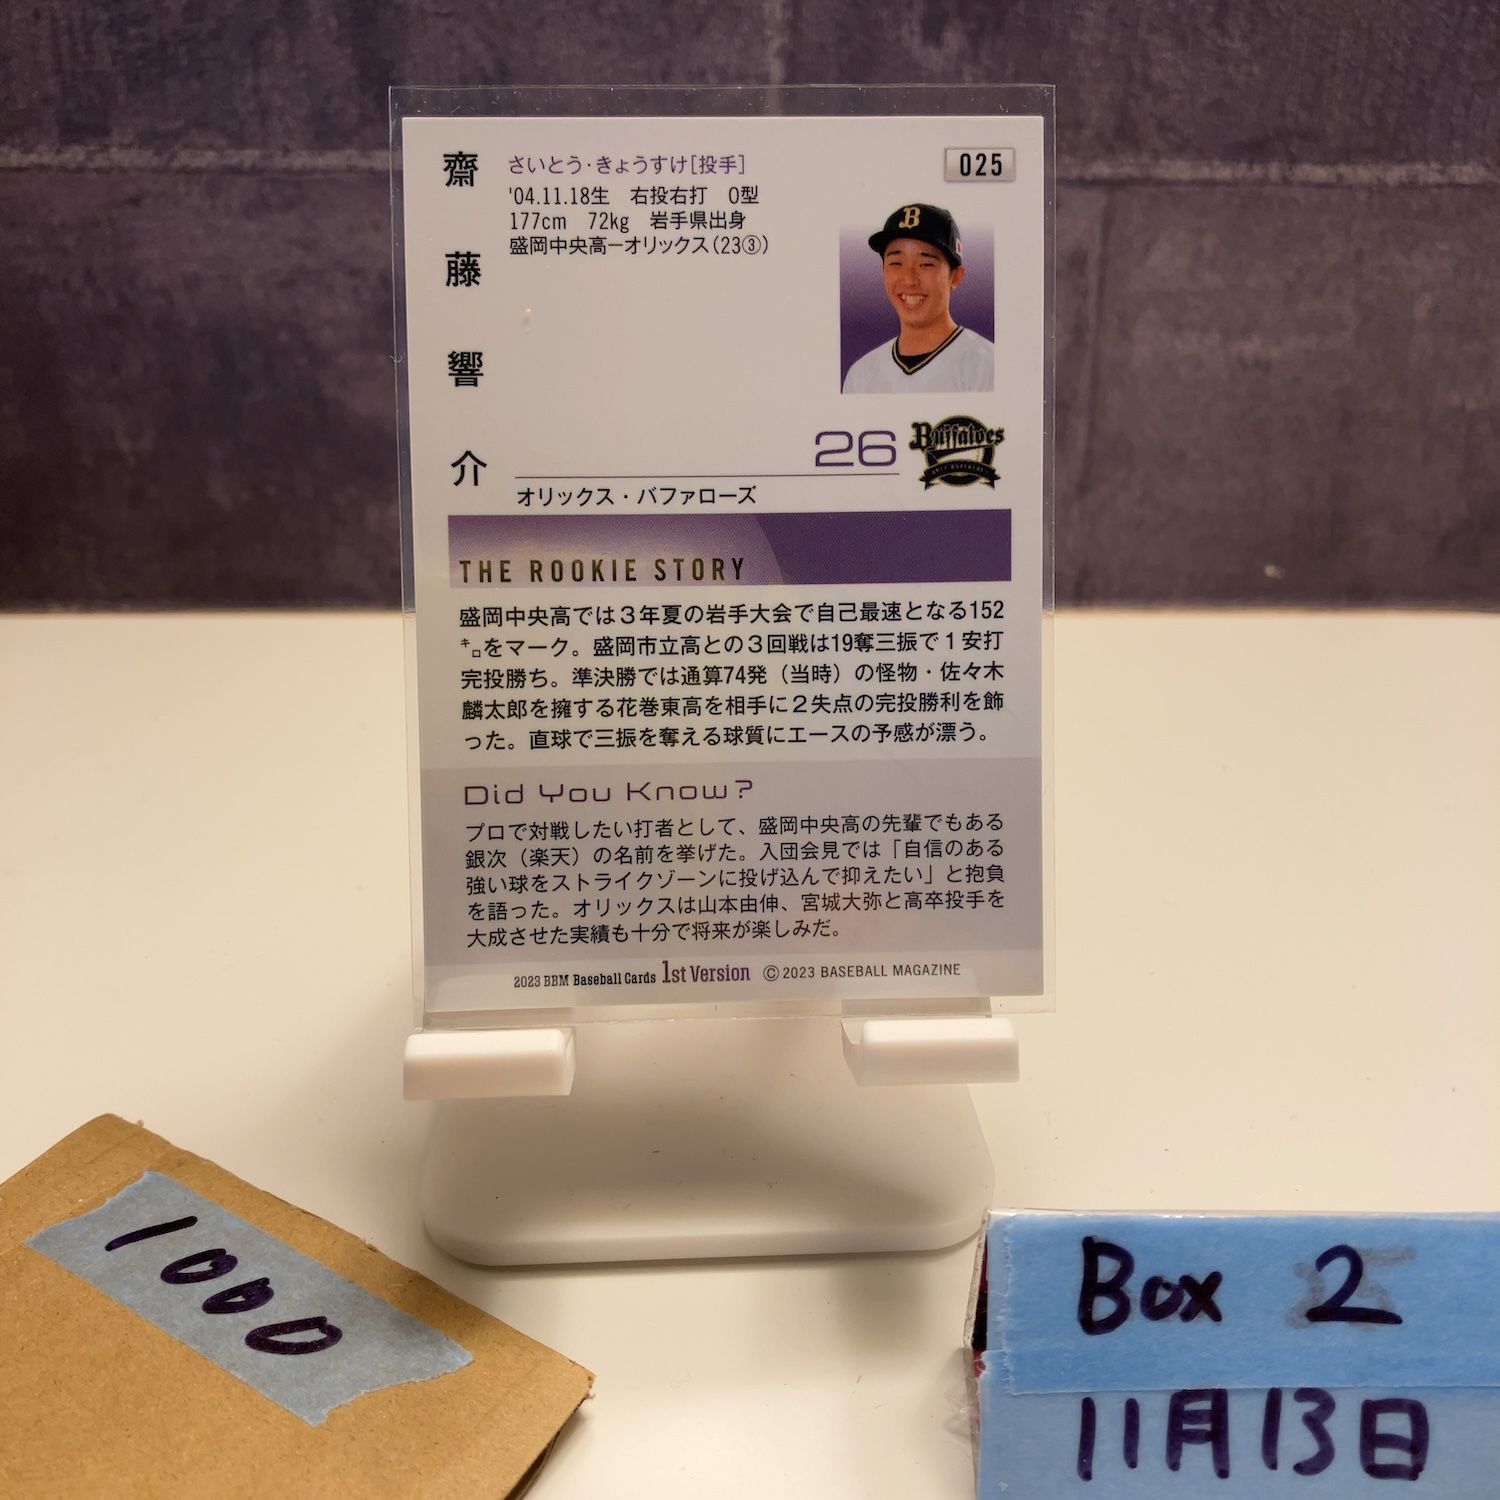 齋藤響介
さいとう・きょうすけ[投手]
'04.11.18生 右投右打 O型
177cm 72kg 岩手県出身
盛岡中央高ーオリックス(23③)
025
B
26
Buffaloes
オリックス・バファローズ
THE ROOKIE STORY
盛岡中央高では３年夏の岩手大会で自己最速となる152
㌔をマーク。盛岡市立高との３回戦は19奪三振で１安打
完投勝ち。準決勝では通算74発（当時）の怪物・佐々木
麟太郎を擁する花巻東高を相手に２失点の完投勝利を飾
った。直球で三振を奪える球質にエースの予感が漂う。
Did You Know?
プロで対戦したい打者として、盛岡中央高の先輩でもある
銀次（楽天）の名前を挙げた。入団会見では「自信のある
強い球をストライクゾーンに投げ込んで抑えたい」と抱負
を語った。オリックスは山本由伸、宮城大弥と高卒投手を
大成させた実績も十分で将来が楽しみだ。
2023 BBM Baseball Cards 1st Version ©2023 BASEBALL MAGAZINE
1000
Box 2
11月13日